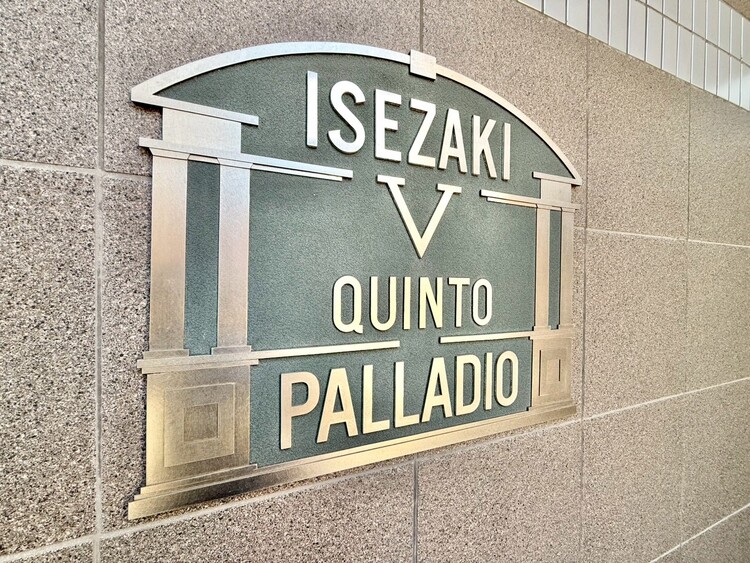 ISEZAKI
V
QUINTO
PALLADIO